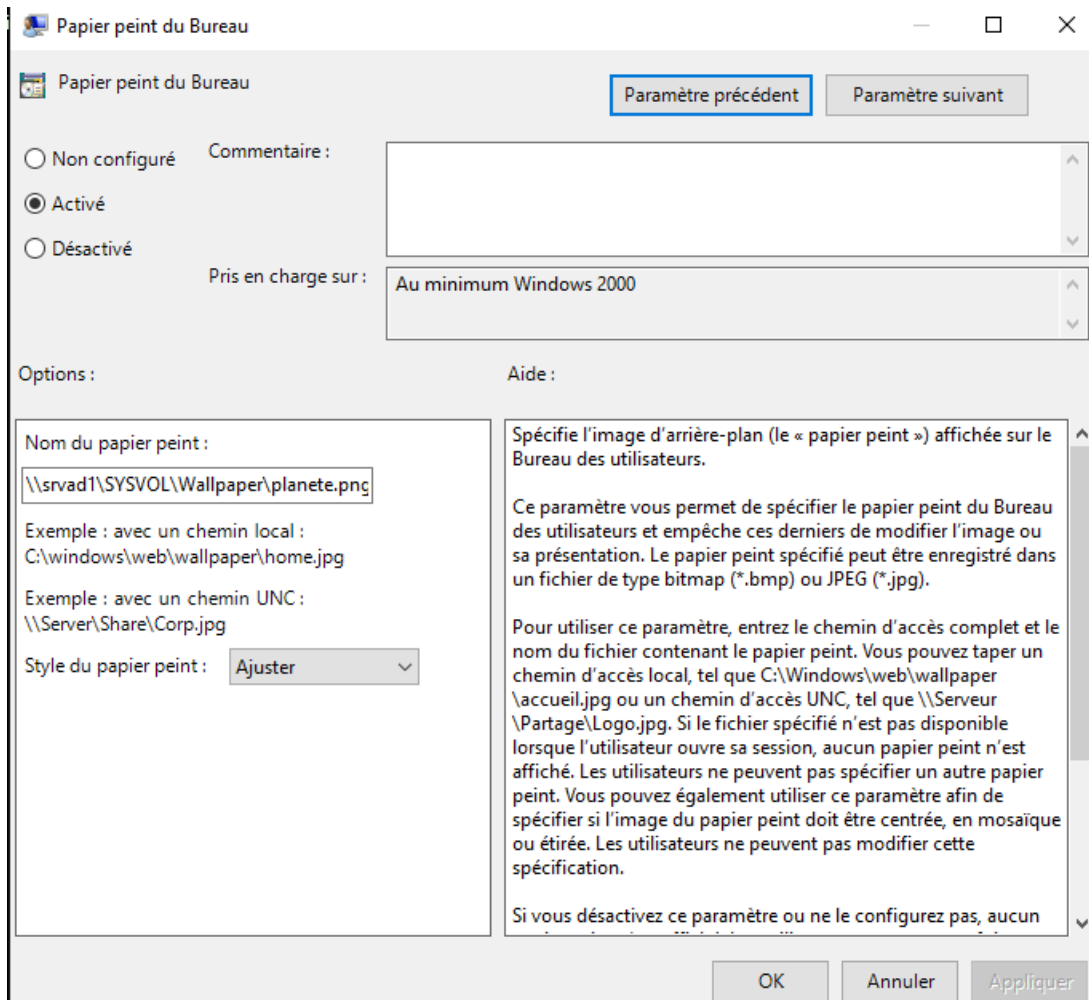 Papier peint du Bureau
Papier peint du Bureau
Paramètre précédent
Paramètre suivant
Non configuré
Activé
Désactivé
Commentaire :
Pris en charge sur :
Au minimum Windows 2000
Options :
Aide :
Nom du papier peint :
\\srvad1\SYSVOL\Wallpaper\planete.png
Exemple : avec un chemin local :
C:\windows\web\wallpaper\home.jpg
Exemple : avec un chemin UNC :
\\Server\Share\Corp.jpg
Style du papier peint :
Ajuster
Spécifie l'image d'arrière-plan (le « papier peint ») affichée sur le
Bureau des utilisateurs.
Ce paramètre vous permet de spécifier le papier peint du Bureau
des utilisateurs et empêche ces derniers de modifier l'image ou
sa présentation. Le papier peint spécifié peut être enregistré dans
un fichier de type bitmap (*.bmp) ou JPEG (*.jpg).
Pour utiliser ce paramètre, entrez le chemin d'accès complet et le
nom du fichier contenant le papier peint. Vous pouvez taper un
chemin d'accès local, tel que C:\Windows\web\wallpaper
\accueil.jpg ou un chemin d'accès UNC, tel que \\Serveur
\Partage\Logo.jpg. Si le fichier spécifié n'est pas disponible
lorsque l'utilisateur ouvre sa session, aucun papier peint n'est
affiché. Les utilisateurs ne peuvent pas spécifier un autre papier
peint. Vous pouvez également utiliser ce paramètre afin de
spécifier si l'image du papier peint doit être centrée, en mosaïque
ou étirée. Les utilisateurs ne peuvent pas modifier cette
spécification.
Si vous désactivez ce paramètre ou ne le configurez pas, aucun
OK
Annuler
Appliquer